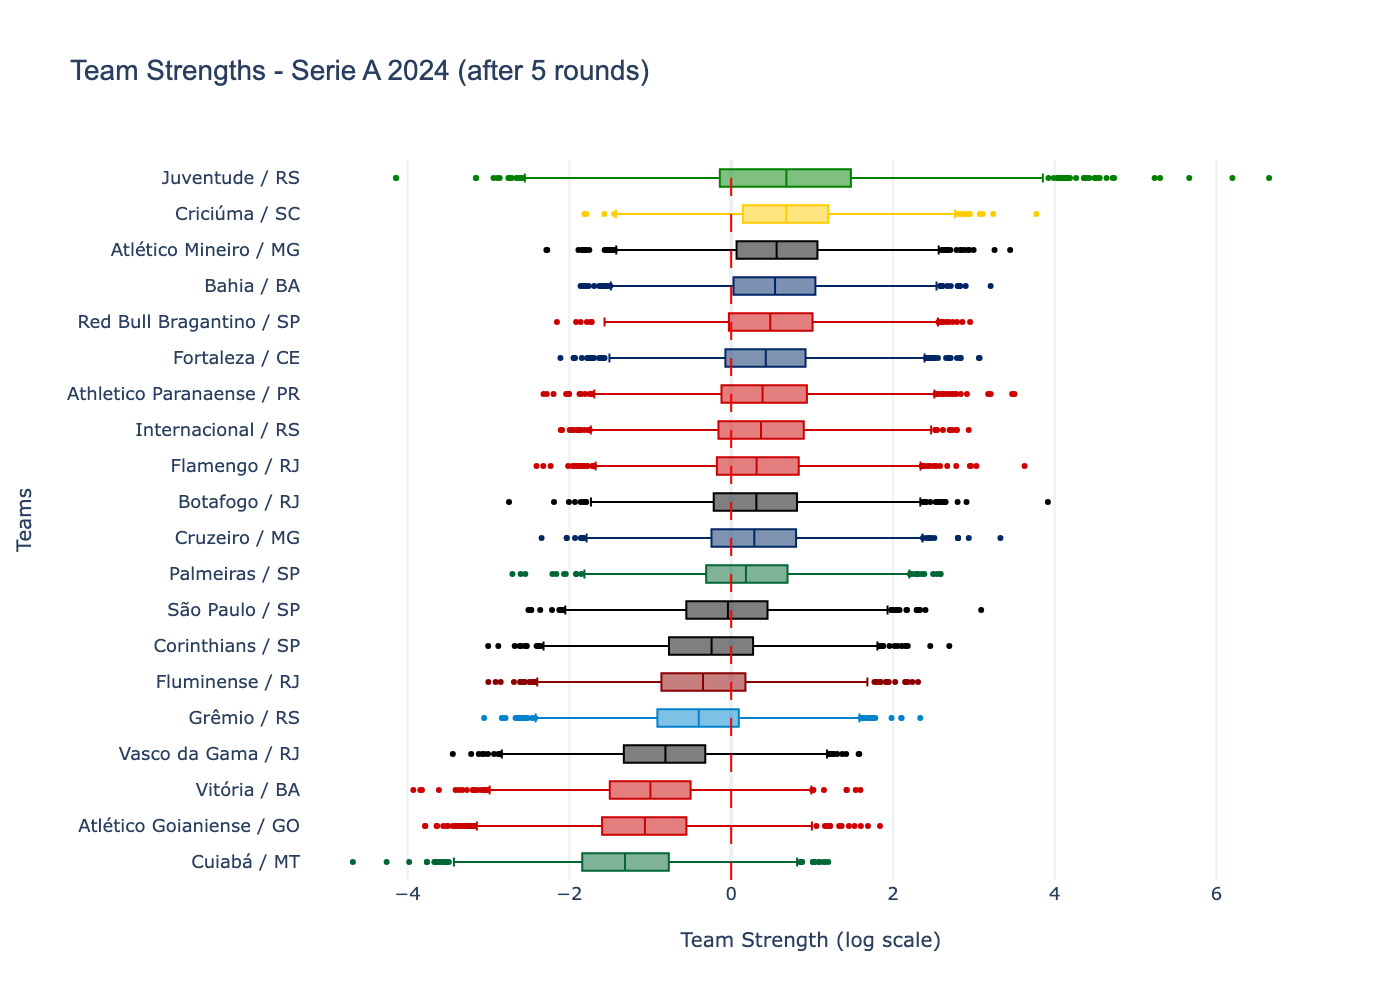 Team Strengths - Serie A 2024 (after 5 rounds)
Teams
Juventude / RS
Criciúma / SC
Atlético Mineiro / MG
Bahia / BA
Red Bull Bragantino / SP
Fortaleza / CE
Athletico Paranaense / PR
Internacional / RS
Flamengo / RJ
Botafogo / RJ
Cruzeiro / MG
Palmeiras / SP
São Paulo / SP
Corinthians / SP
Fluminense / RJ
Grêmio / RS
Vasco da Gama / RJ
Vitória / BA
Atlético Goianiense / GO
Cuiabá / MT
−4 −2 0 2 4 6
Team Strength (log scale)